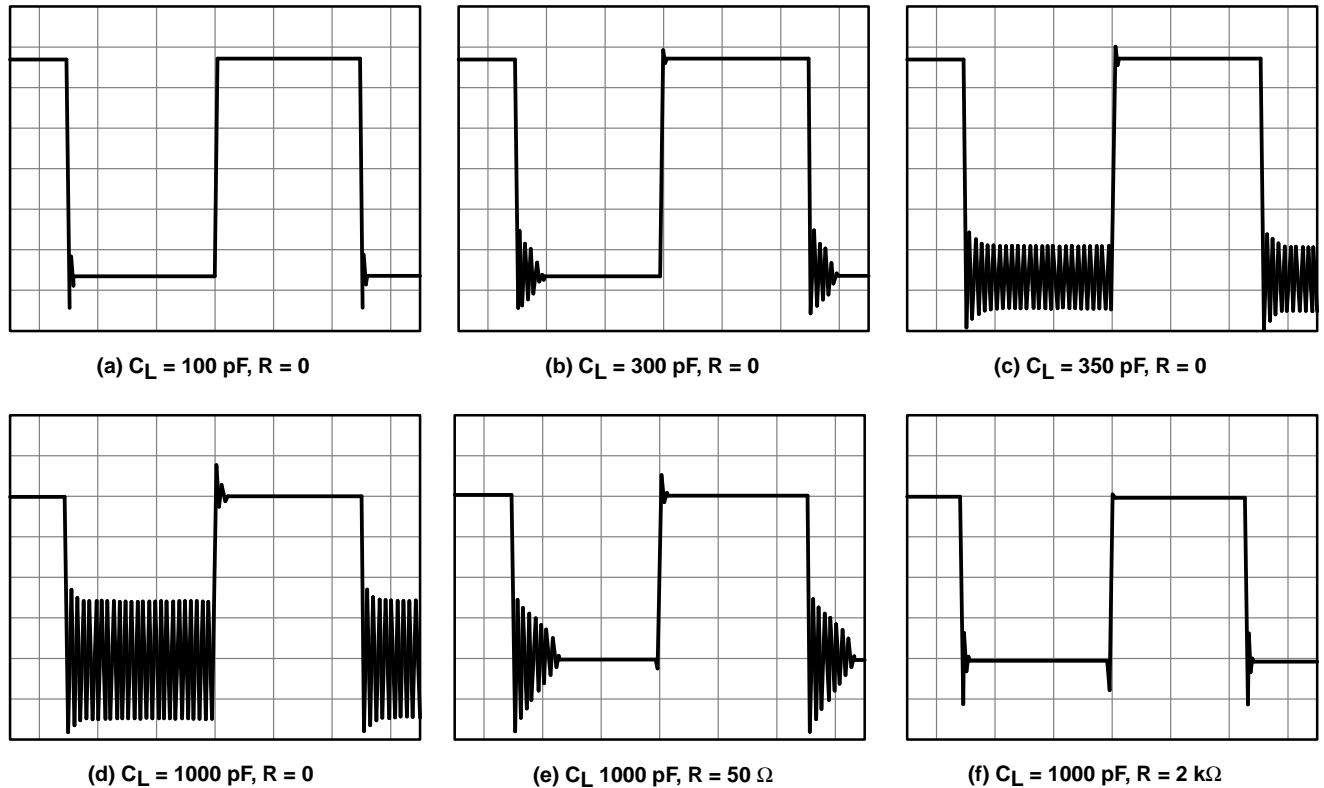 (a) CL = 100 pF, R = 0
(b) CL = 300 pF, R = 0
(c) CL = 350 pF, R = 0
(d) CL = 1000 pF, R = 0
(e) CL 1000 pF, R = 50 Ω
(f) CL = 1000 pF, R = 2 kΩ